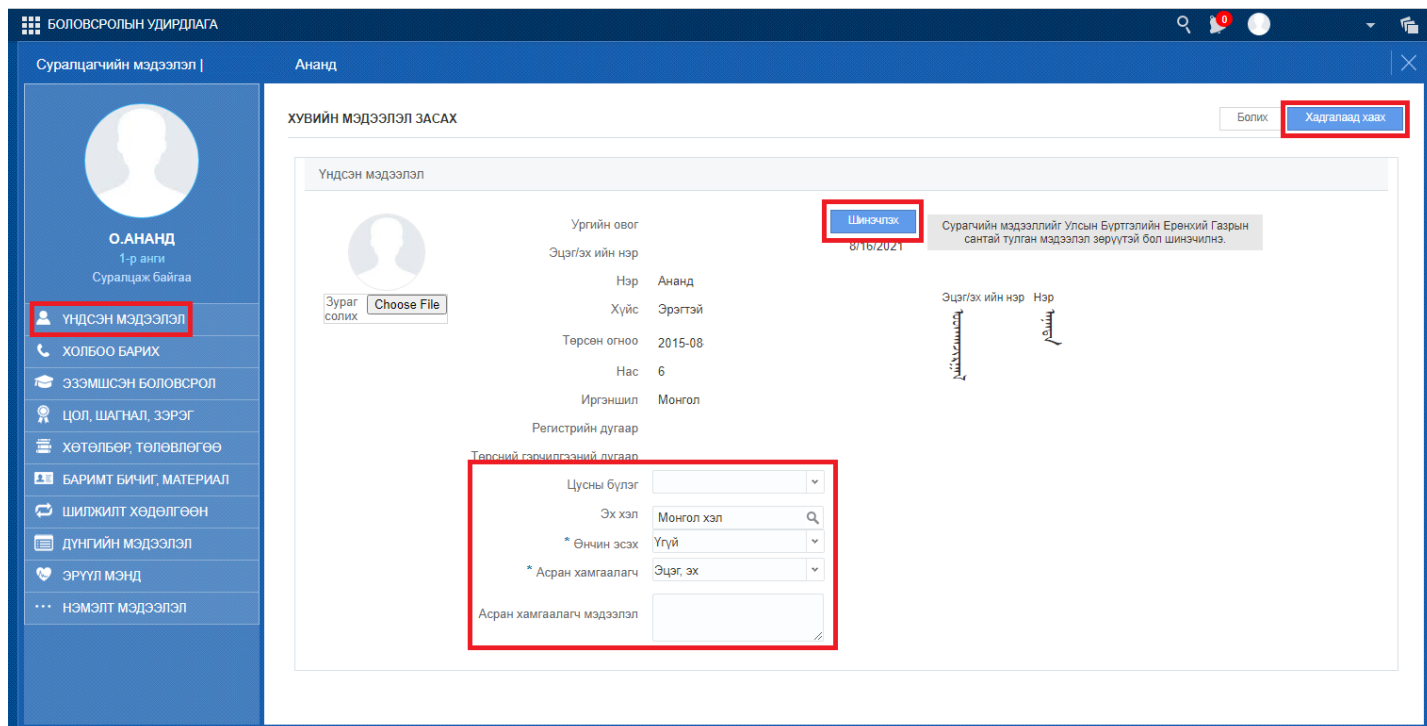 БОЛОВСРОЛЫН УДИРДЛАГА
0
Суралцагчийн мэдээлэл |
Ананд
О.АНАНД
1-р анги
Суралцаж байгаа
ҮНДСЭН МЭДЭЭЛЭЛ
ХОЛБОО БАРИХ
ЭЗЭМШСЭН БОЛОВСРОЛ
ЦОЛ, ШАГНАЛ, ЗЭРЭГ
ХӨТӨЛБӨР, ТӨЛӨВЛӨГӨӨ
БАРИМТ БИЧИГ, МАТЕРИАЛ
ШИЛЖИЛТ ХӨДӨЛГӨӨН
ДҮНГИЙН МЭДЭЭЛЭЛ
ЭРҮҮЛ МЭНД
НЭМЭЛТ МЭДЭЭЛЭЛ
ХУВИЙН МЭДЭЭЛЭЛ ЗАСАХ
Болих
Хадгалаад хаах
Үндсэн мэдээлэл
Зураг солих
Choose File
Ургийн овог
Шинэчлэх
Сурагчийн мэдээллийг Улсын Бүртгэлийн Ерөнхий Газрын
сантай тулган мэдээлэл зөрүүтэй бол шинэчилнэ.
8/16/2021
Эцэг/эх ийн нэр
Нэр Ананд
Эцэг/эх ийн нэр Нэр
Хүйс Эрэгтэй
Төрсөн огноо 2015-08
Нас 6
Иргэншил Монгол
Регистрийн дугаар
Төрсний гэрчилгээний дугаар
Цусны бүлэг
Эх хэл Монгол хэл
* Өнчин эсэх Үгүй
* Асран хамгаалагч Эцэг, эх
Асран хамгаалагч мэдээлэл